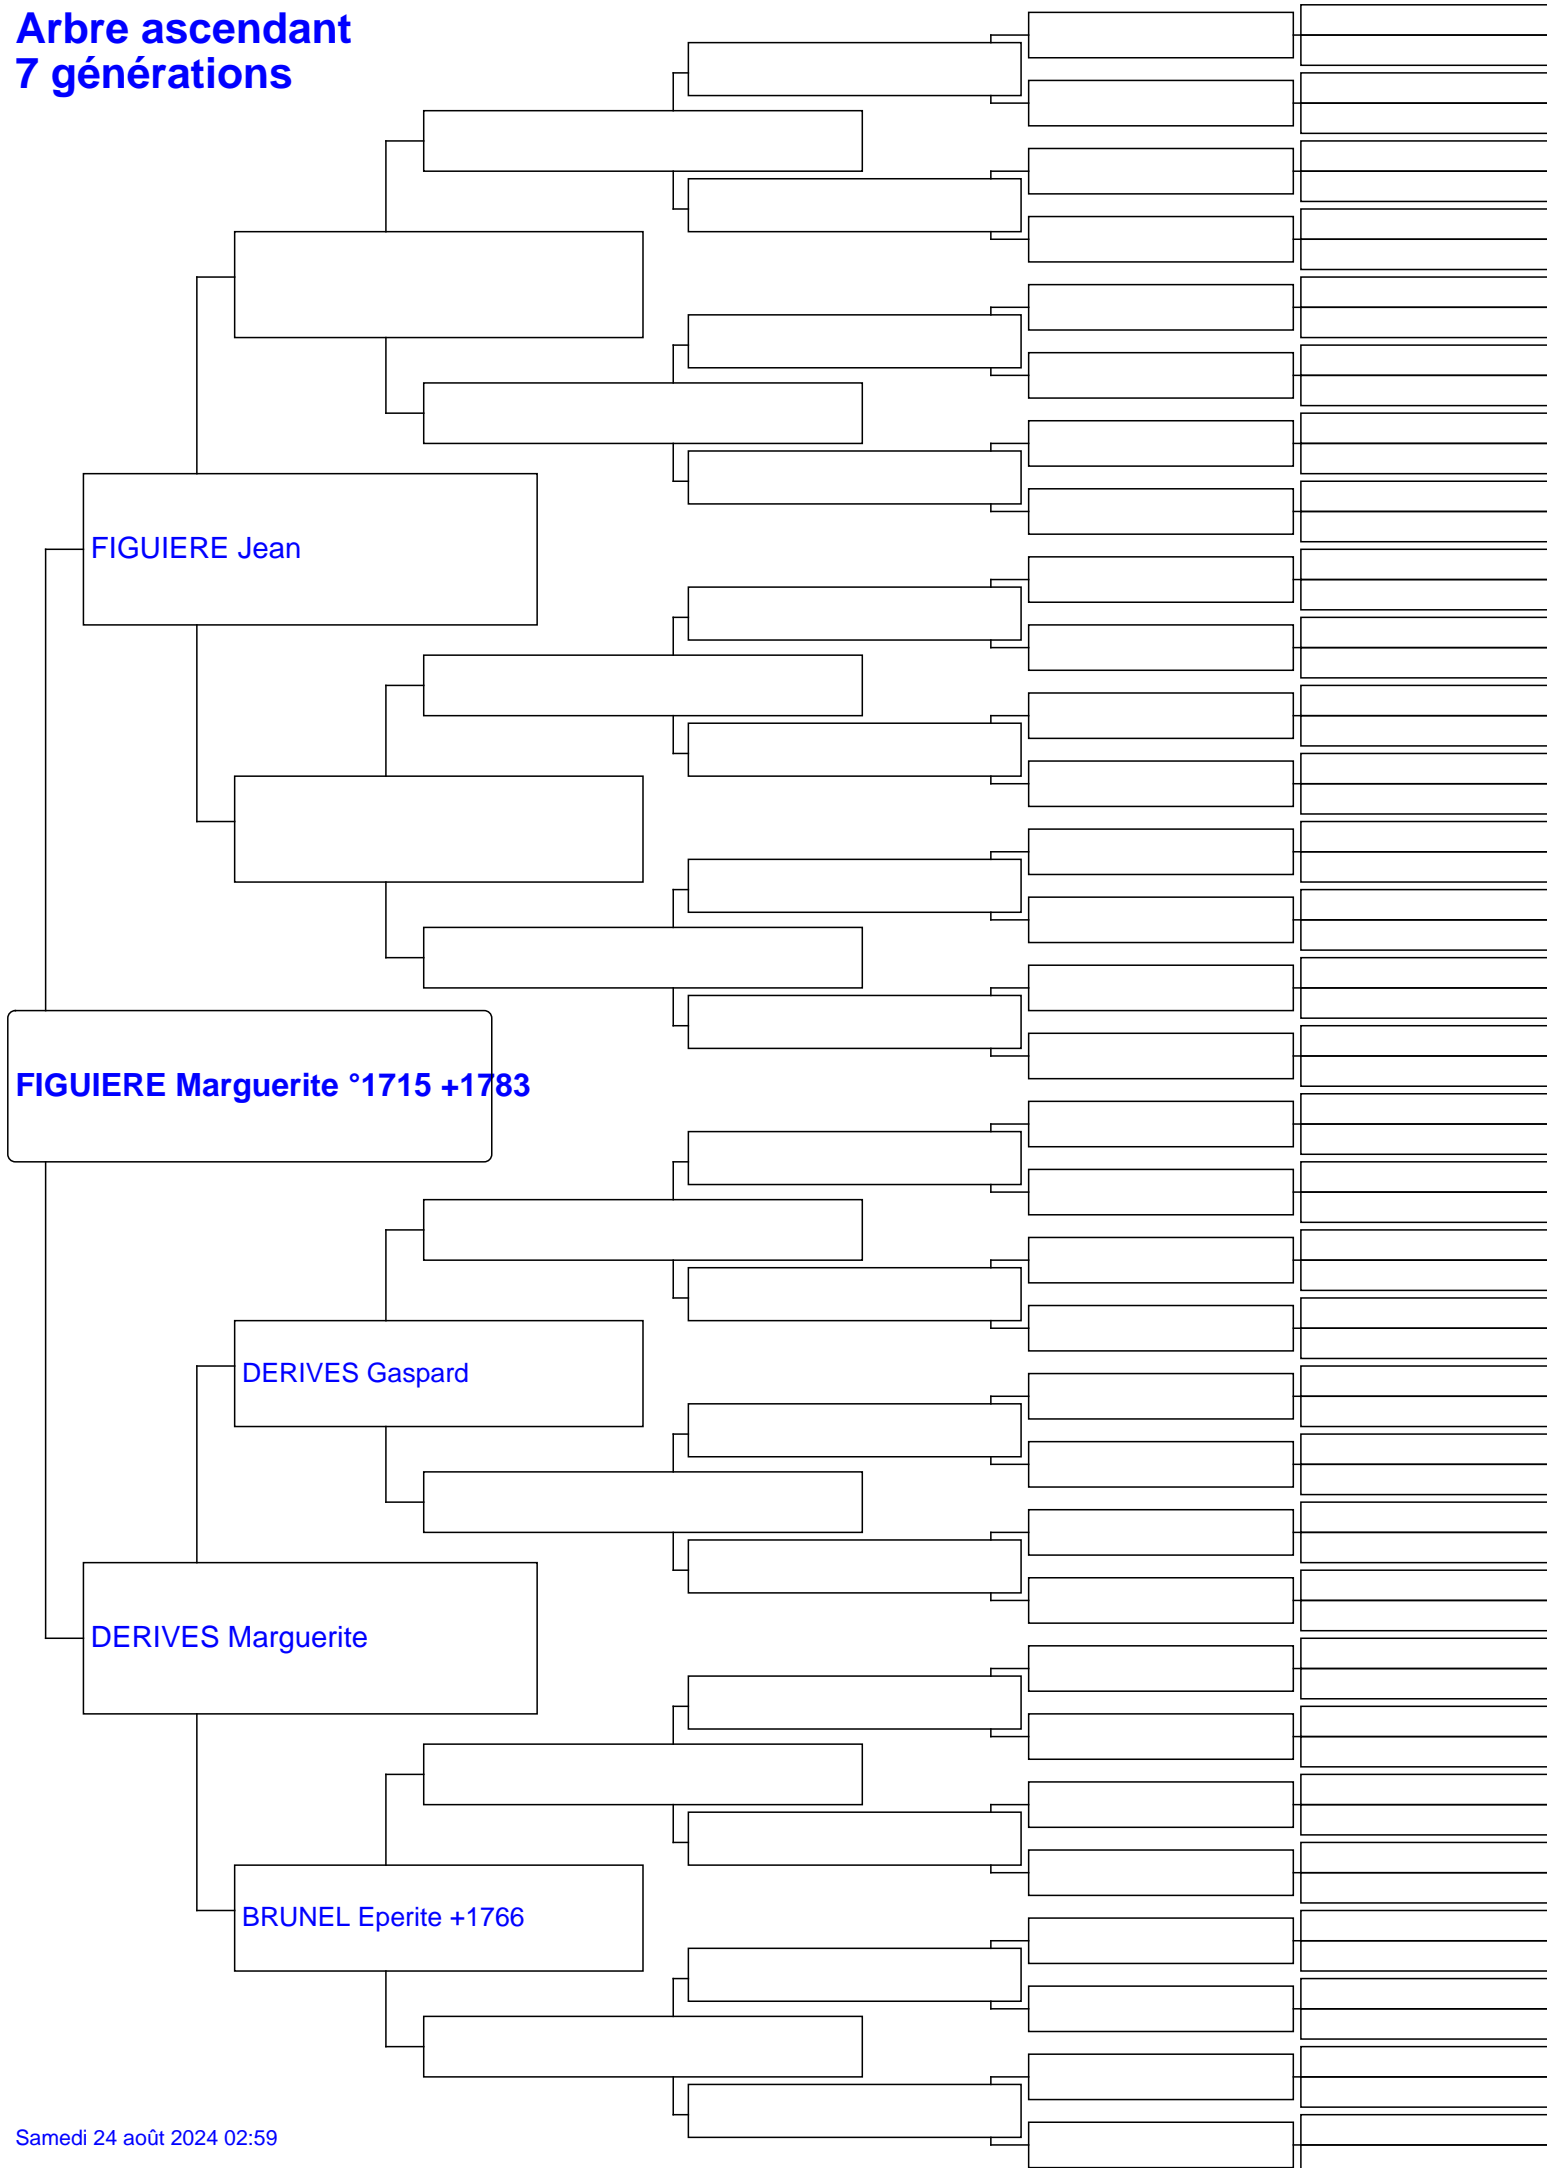 Arbre ascendant
7 générations
FIGUIERE Jean
FIGUIERE Marguerite °1715 +1783
DERIVES Gaspard
DERIVES Marguerite
BRUNEL Eperite +1766
Samedi 24 août 2024 02:59